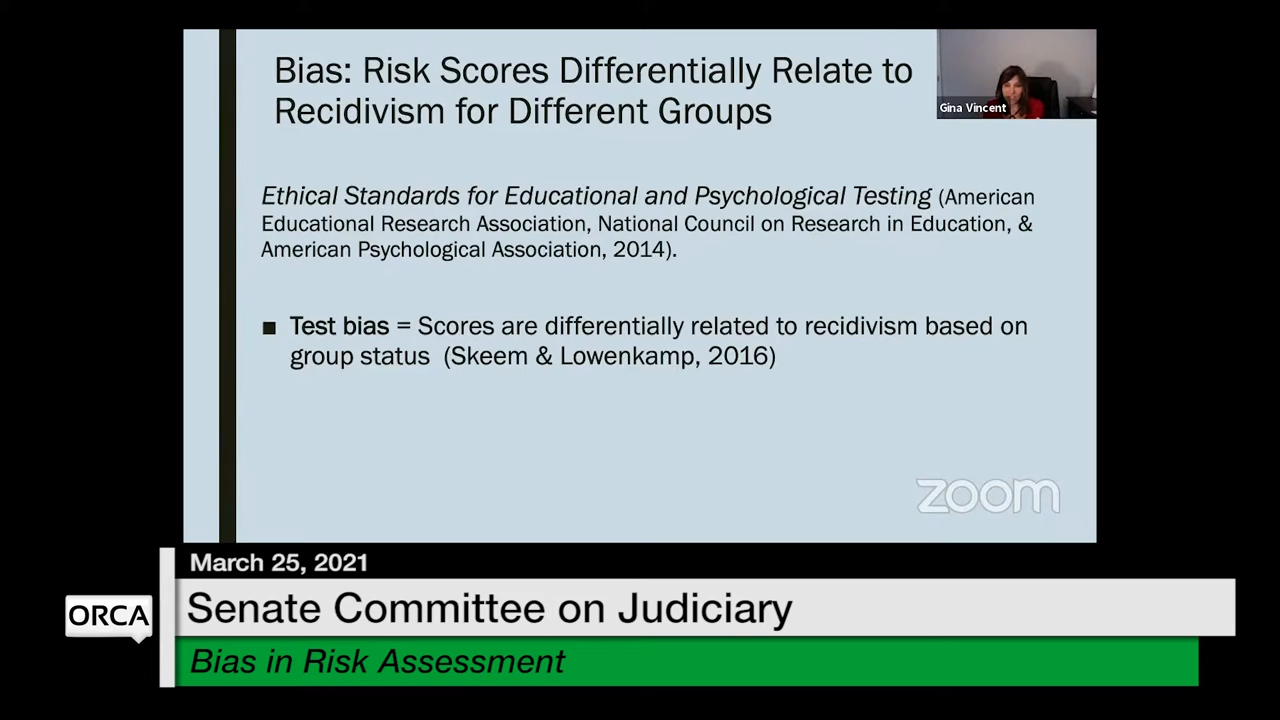 Bias: Risk Scores Differentially Relate to
Recidivism for Different Groups
Gina Vincent
Ethical Standards for Educational and Psychological Testing (American
Educational Research Association, National Council on Research in Education, &
American Psychological Association, 2014).
■ Test bias = Scores are differentially related to recidivism based on
group status (Skeem & Lowenkamp, 2016)
zoom
March 25, 2021
ORCA
Senate Committee on Judiciary
Bias in Risk Assessment